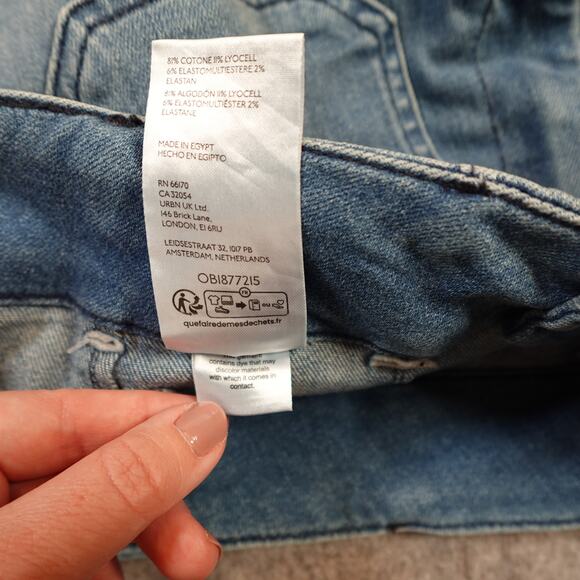 81% COTONE 11% LYOCELL
6% ELASTOMULTIESTERE 2%
ELASTAN
81% ALGODÓN 11% LYOCELL
6% ELASTOMULTIÉSTER 2%
ELASTANE
MADE IN EGYPT
HECHO EN EGIPTO
RN 66170
CA 32054
URBN UK Ltd.
146 Brick Lane,
LONDON, E1 6RU
LEIDSESTRAAT 32, 1017 PB
AMSTERDAM, NETHERLANDS
OB1877215
FR
OU
quefairedemesdechets.fr
contains dye that may
discolor materials
with which it comes in
contact.